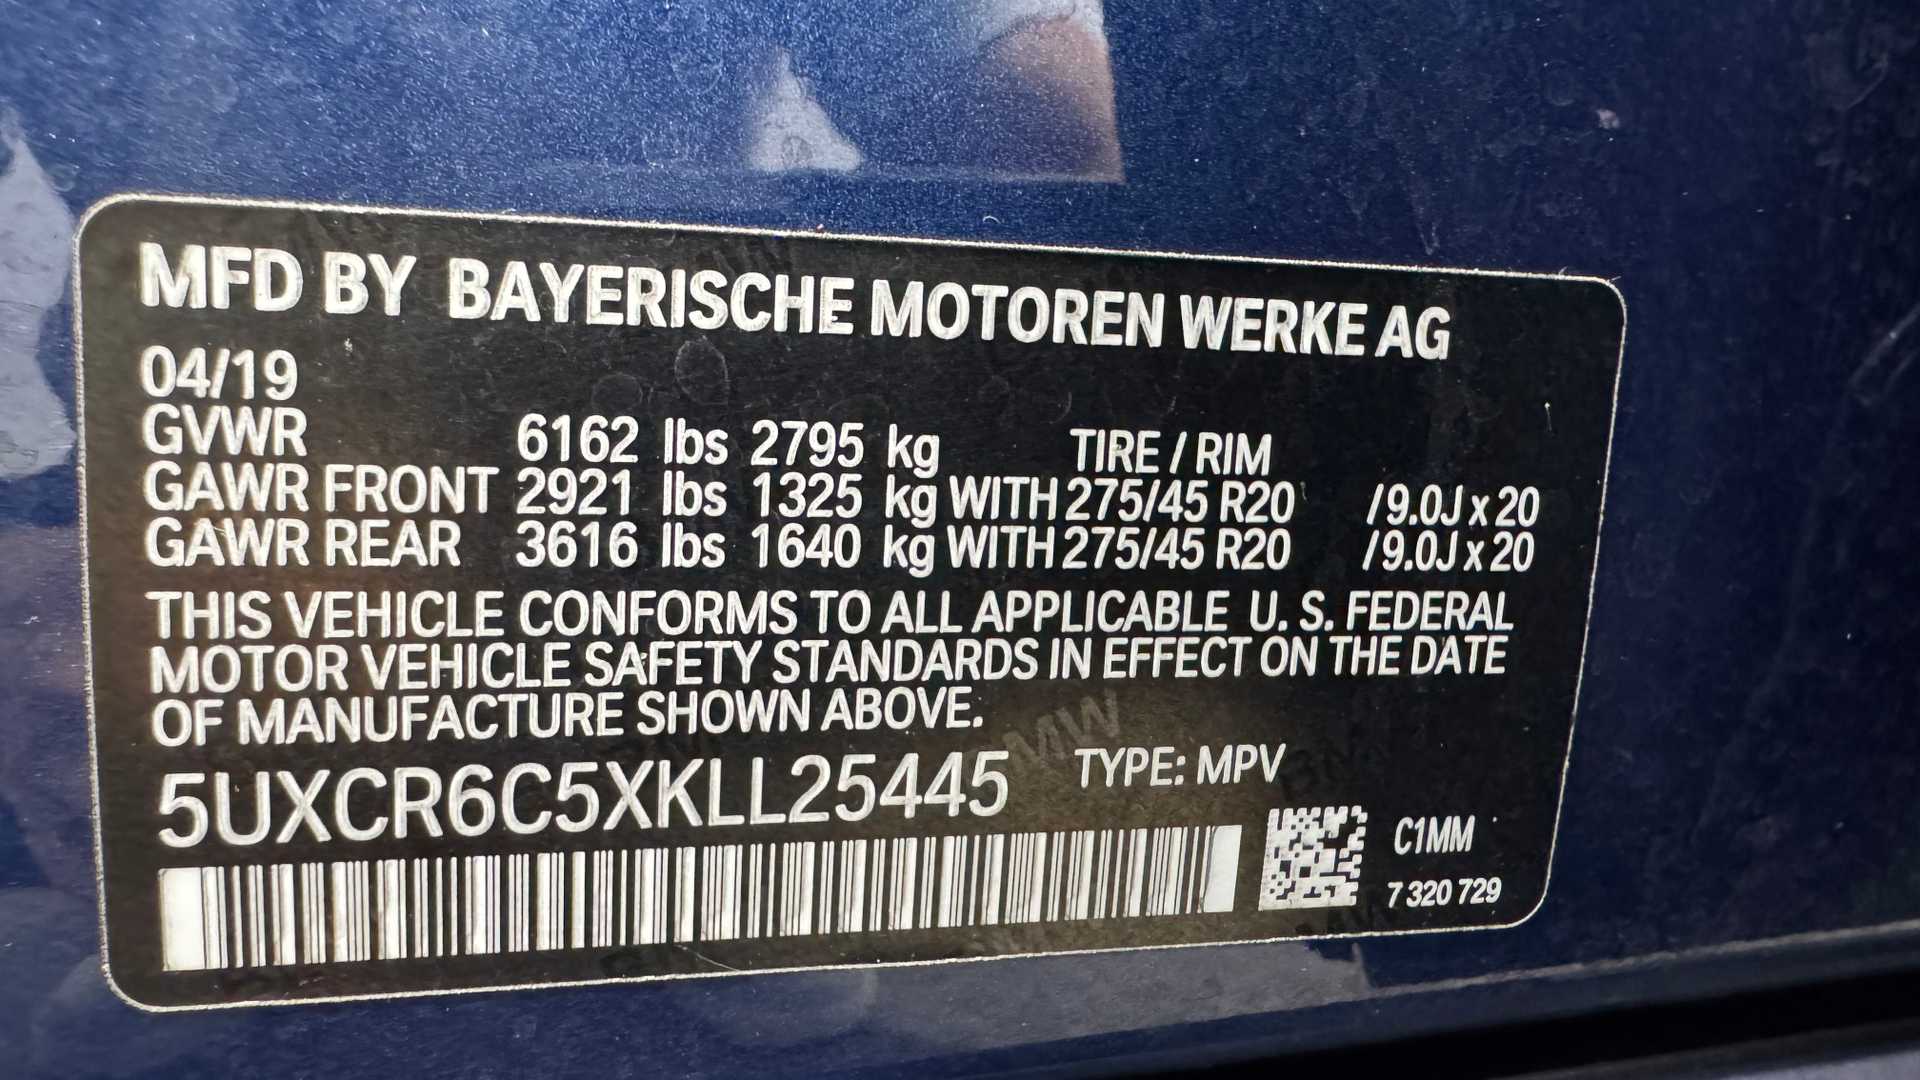 MFD BY BAYERISCHE MOTOREN WERKE AG
04/19
GVWR 6162 lbs 2795 kg TIRE / RIM
GAWR FRONT 2921 lbs 1325 kg WITH 275/45 R20 /9.0J x 20
GAWR REAR 3616 lbs 1640 kg WITH 275/45 R20 /9.0J x 20
THIS VEHICLE CONFORMS TO ALL APPLICABLE U. S. FEDERAL
MOTOR VEHICLE SAFETY STANDARDS IN EFFECT ON THE DATE
OF MANUFACTURE SHOWN ABOVE.
5UXCR6C5XKLL25445 TYPE: MPV
C1MM
7 320 729